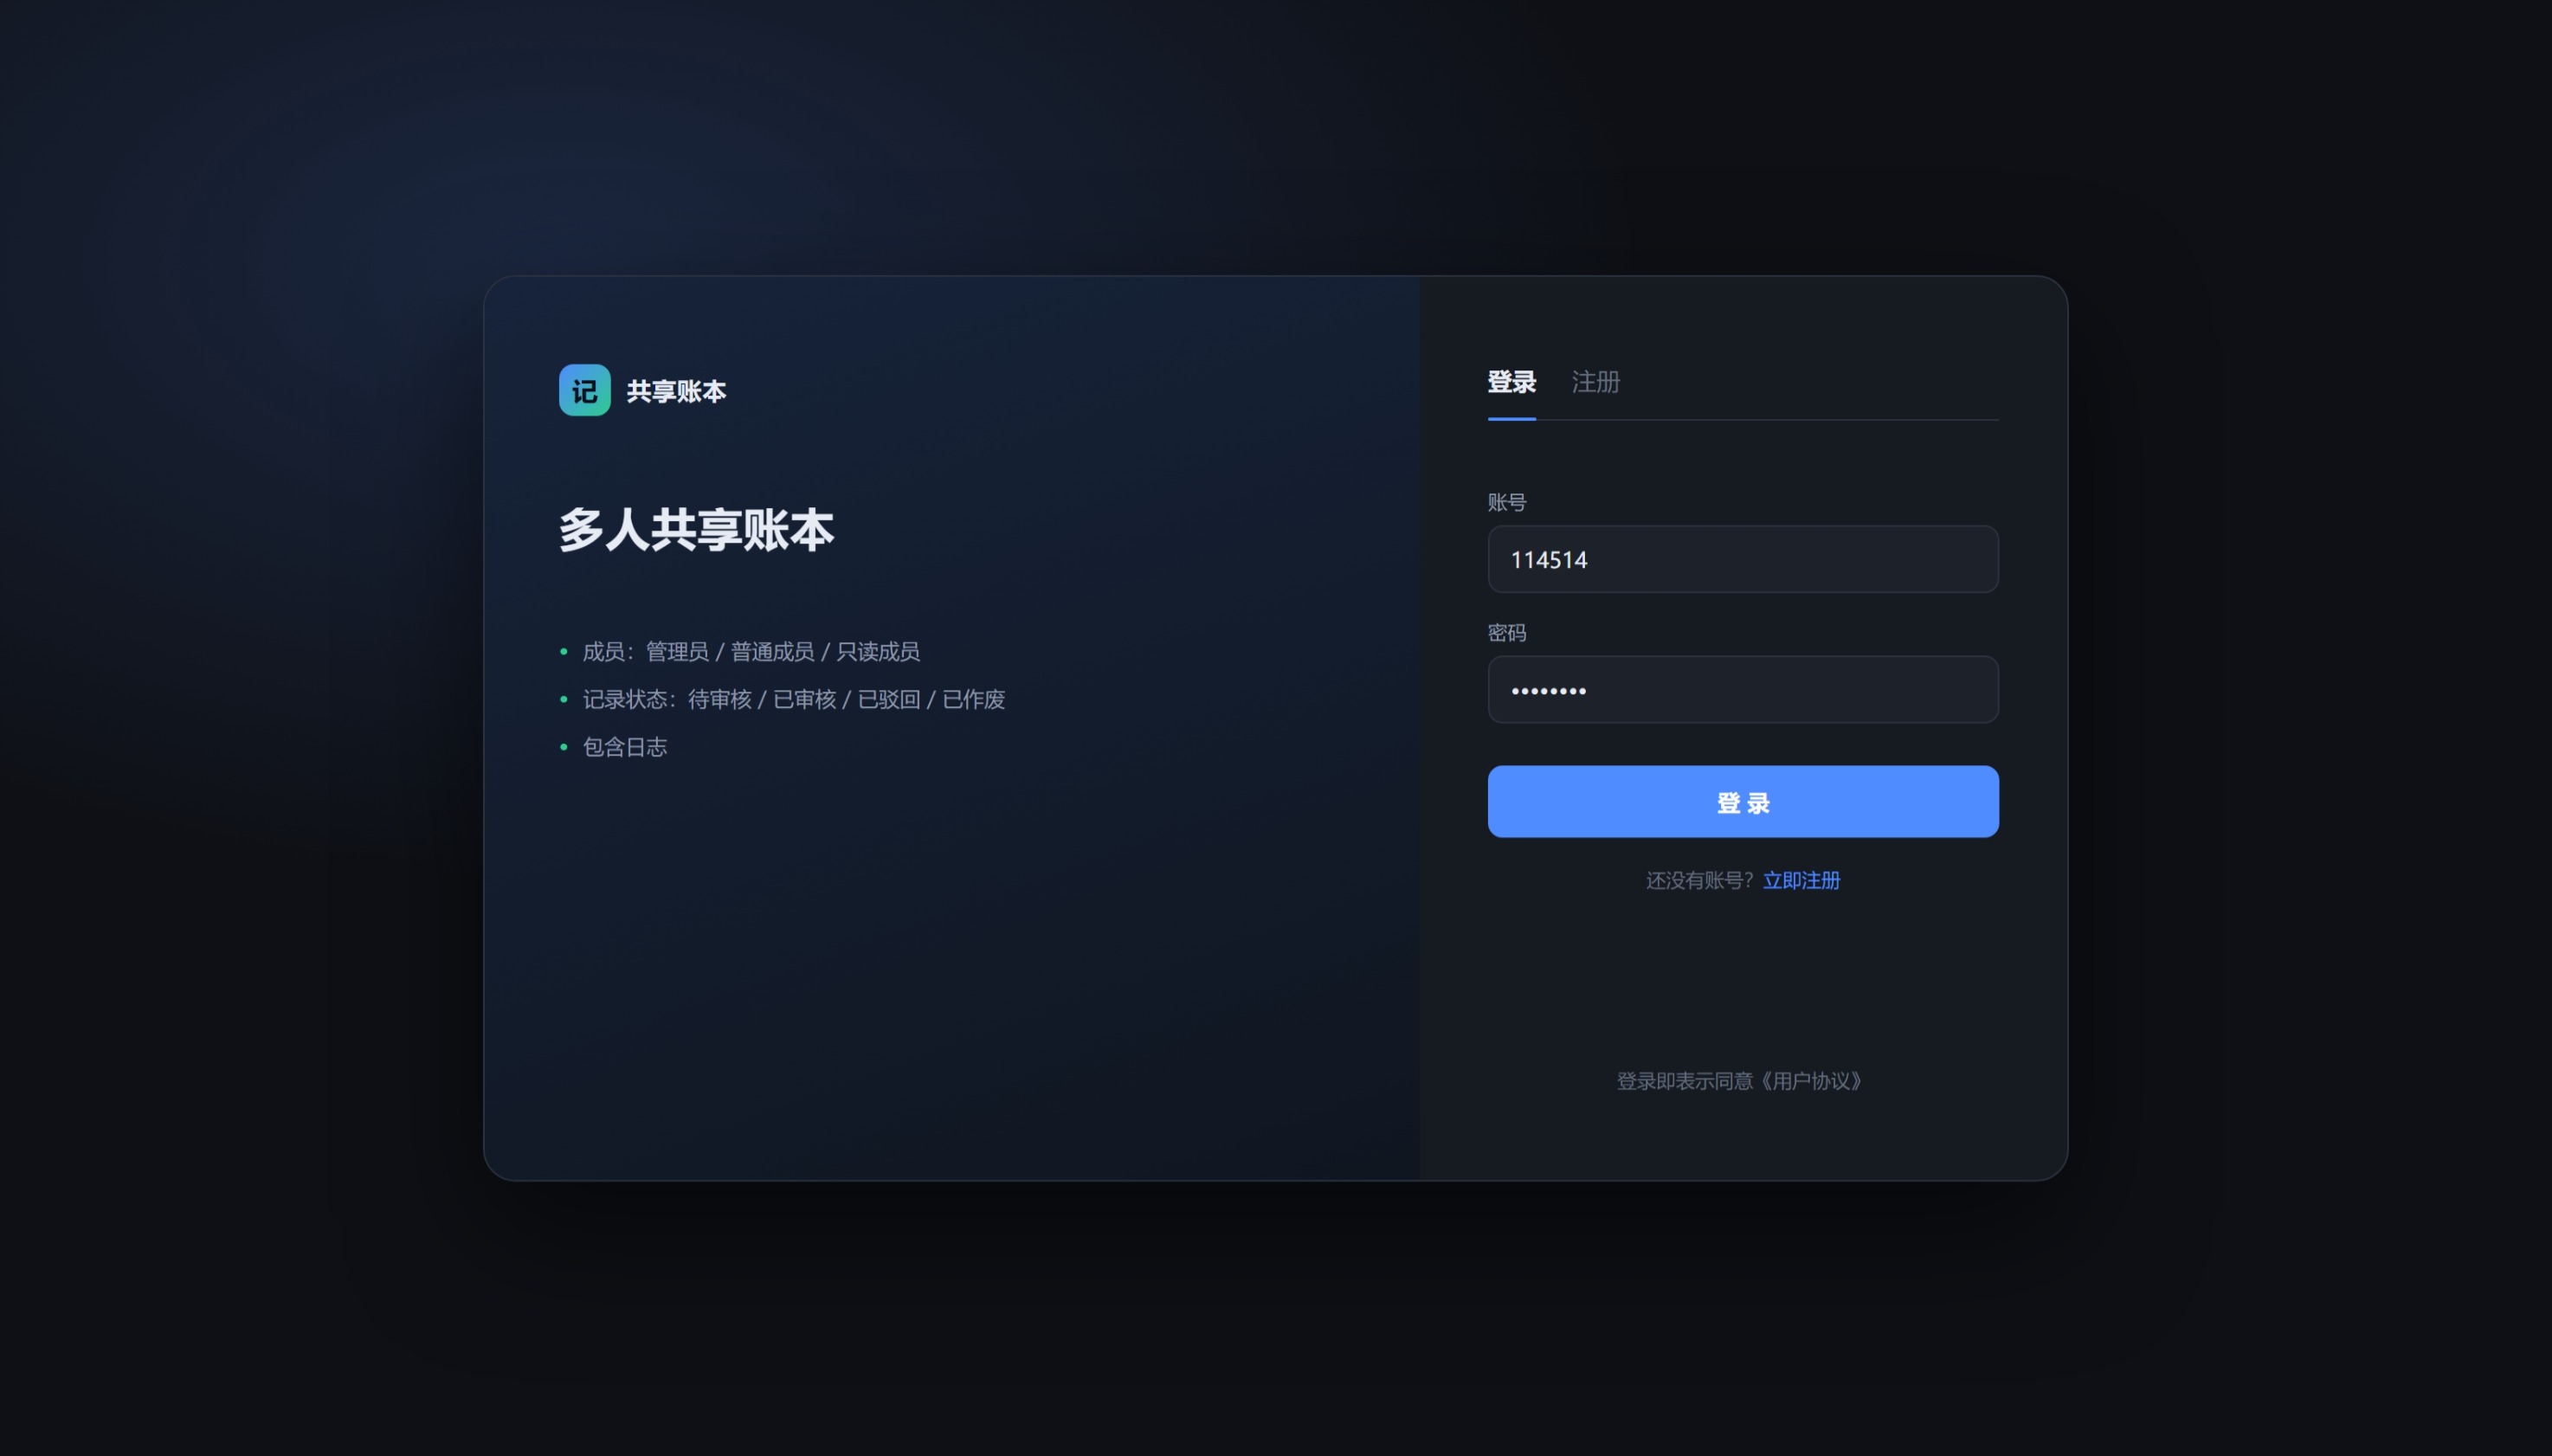 记 共享账本
多人共享账本
• 成员：管理员 / 普通成员 / 只读成员
• 记录状态：待审核 / 已审核 / 已驳回 / 已作废
• 包含日志
登录 注册
账号
114514
密码
••••••••
登 录
还没有账号？立即注册
登录即表示同意《用户协议》